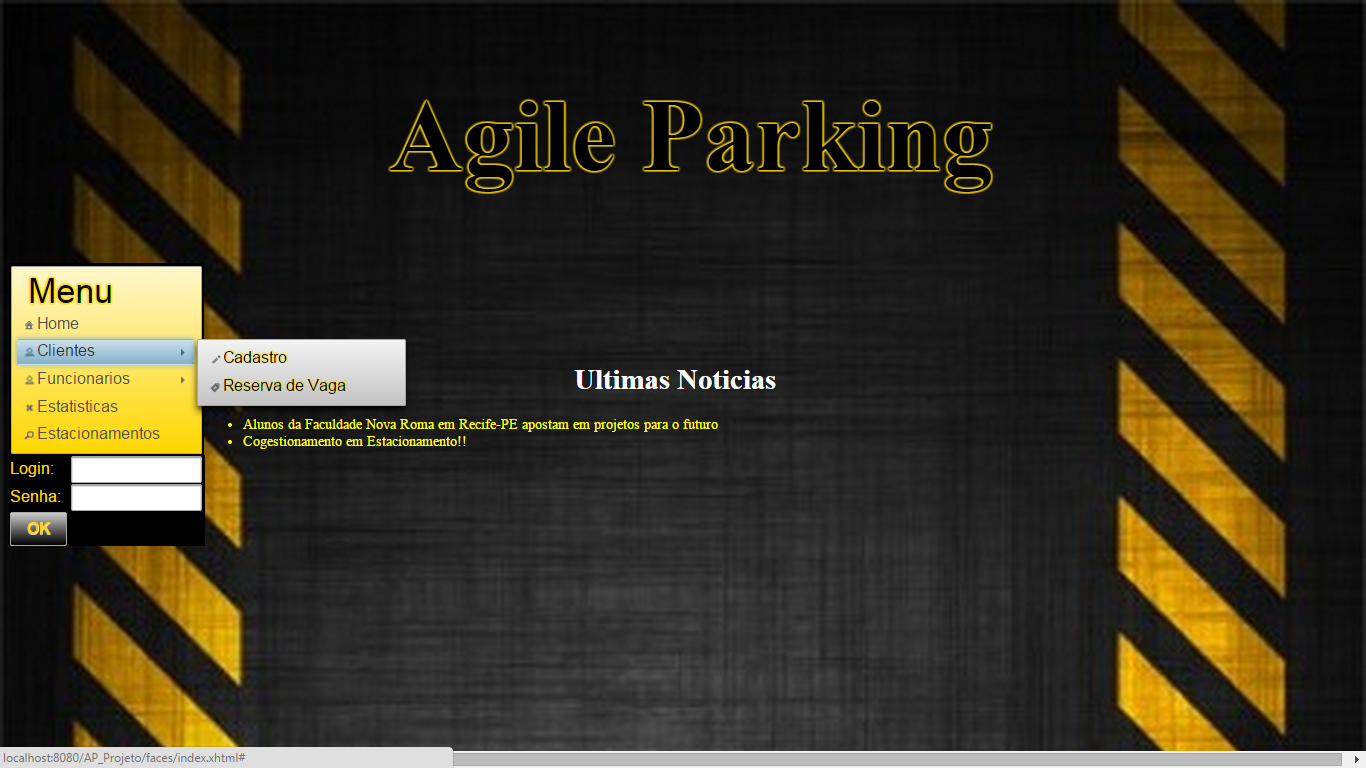 Agile Parking
Menu
Home
Clientes
Funcionarios
Estatisticas
Estacionamentos
Cadastro
Reserva de Vaga
Login:
Senha:
OK
Ultimas Noticias
Alunos da Faculdade Nova Roma em Recife-PE apostam em projetos para o futuro
Cogestionamento em Estacionamento!!
localhost:8080/AP_Projeto/faces/index.xhtml#